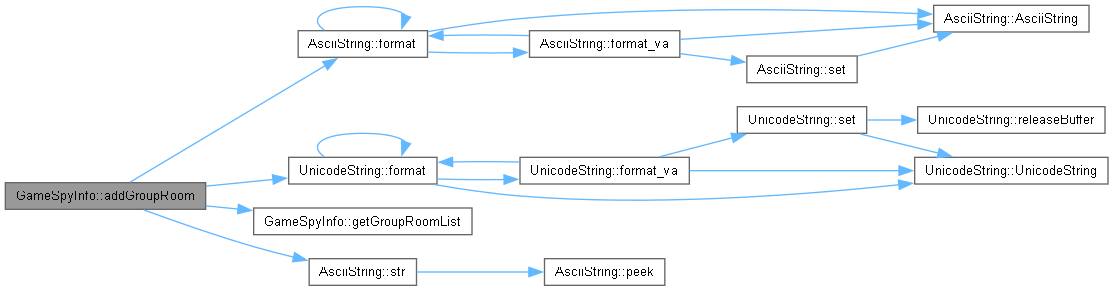 AsciiString::AsciiString
AsciiString::format
AsciiString::format_va
AsciiString::set
UnicodeString::set
UnicodeString::releaseBuffer
UnicodeString::format
UnicodeString::format_va
UnicodeString::UnicodeString
GameSpyInfo::addGroupRoom
GameSpyInfo::getGroupRoomList
AsciiString::str
AsciiString::peek